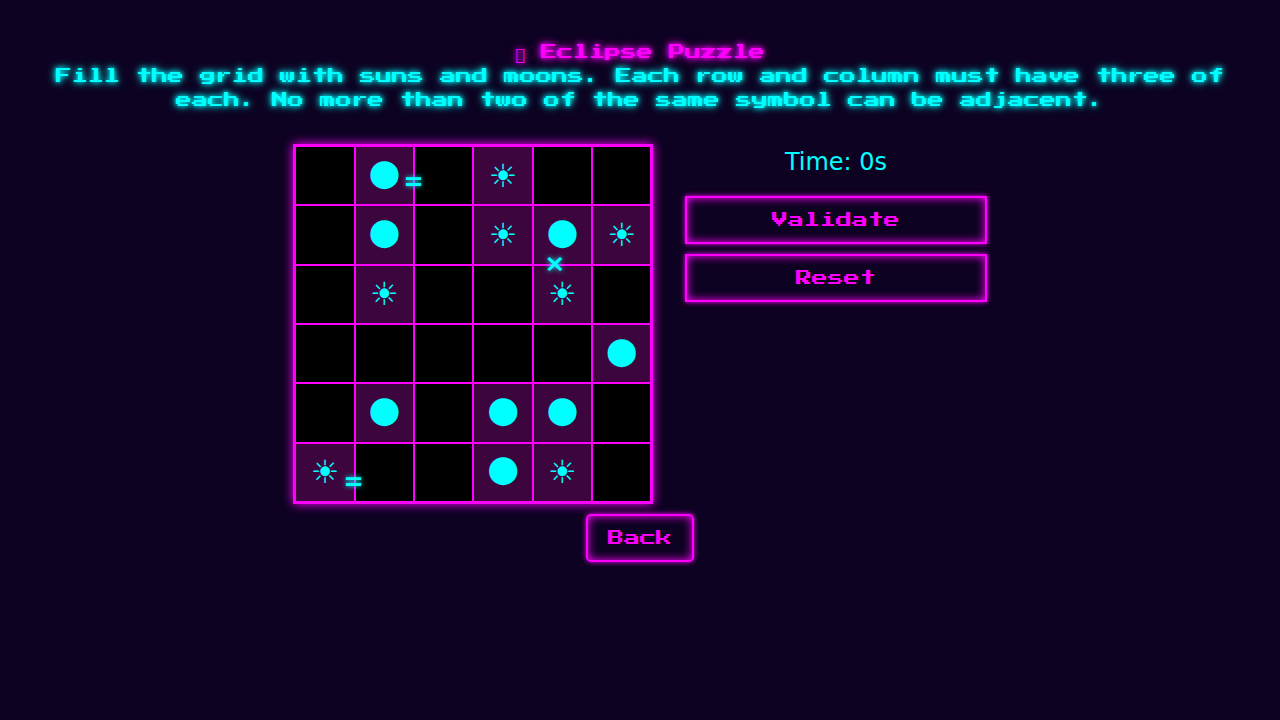 Eclipse Puzzle
Fill the grid with suns and moons. Each row and column must have three of
each. No more than two of the same symbol can be adjacent.
Time: 0s
Validate
Reset
=
×
=
Back